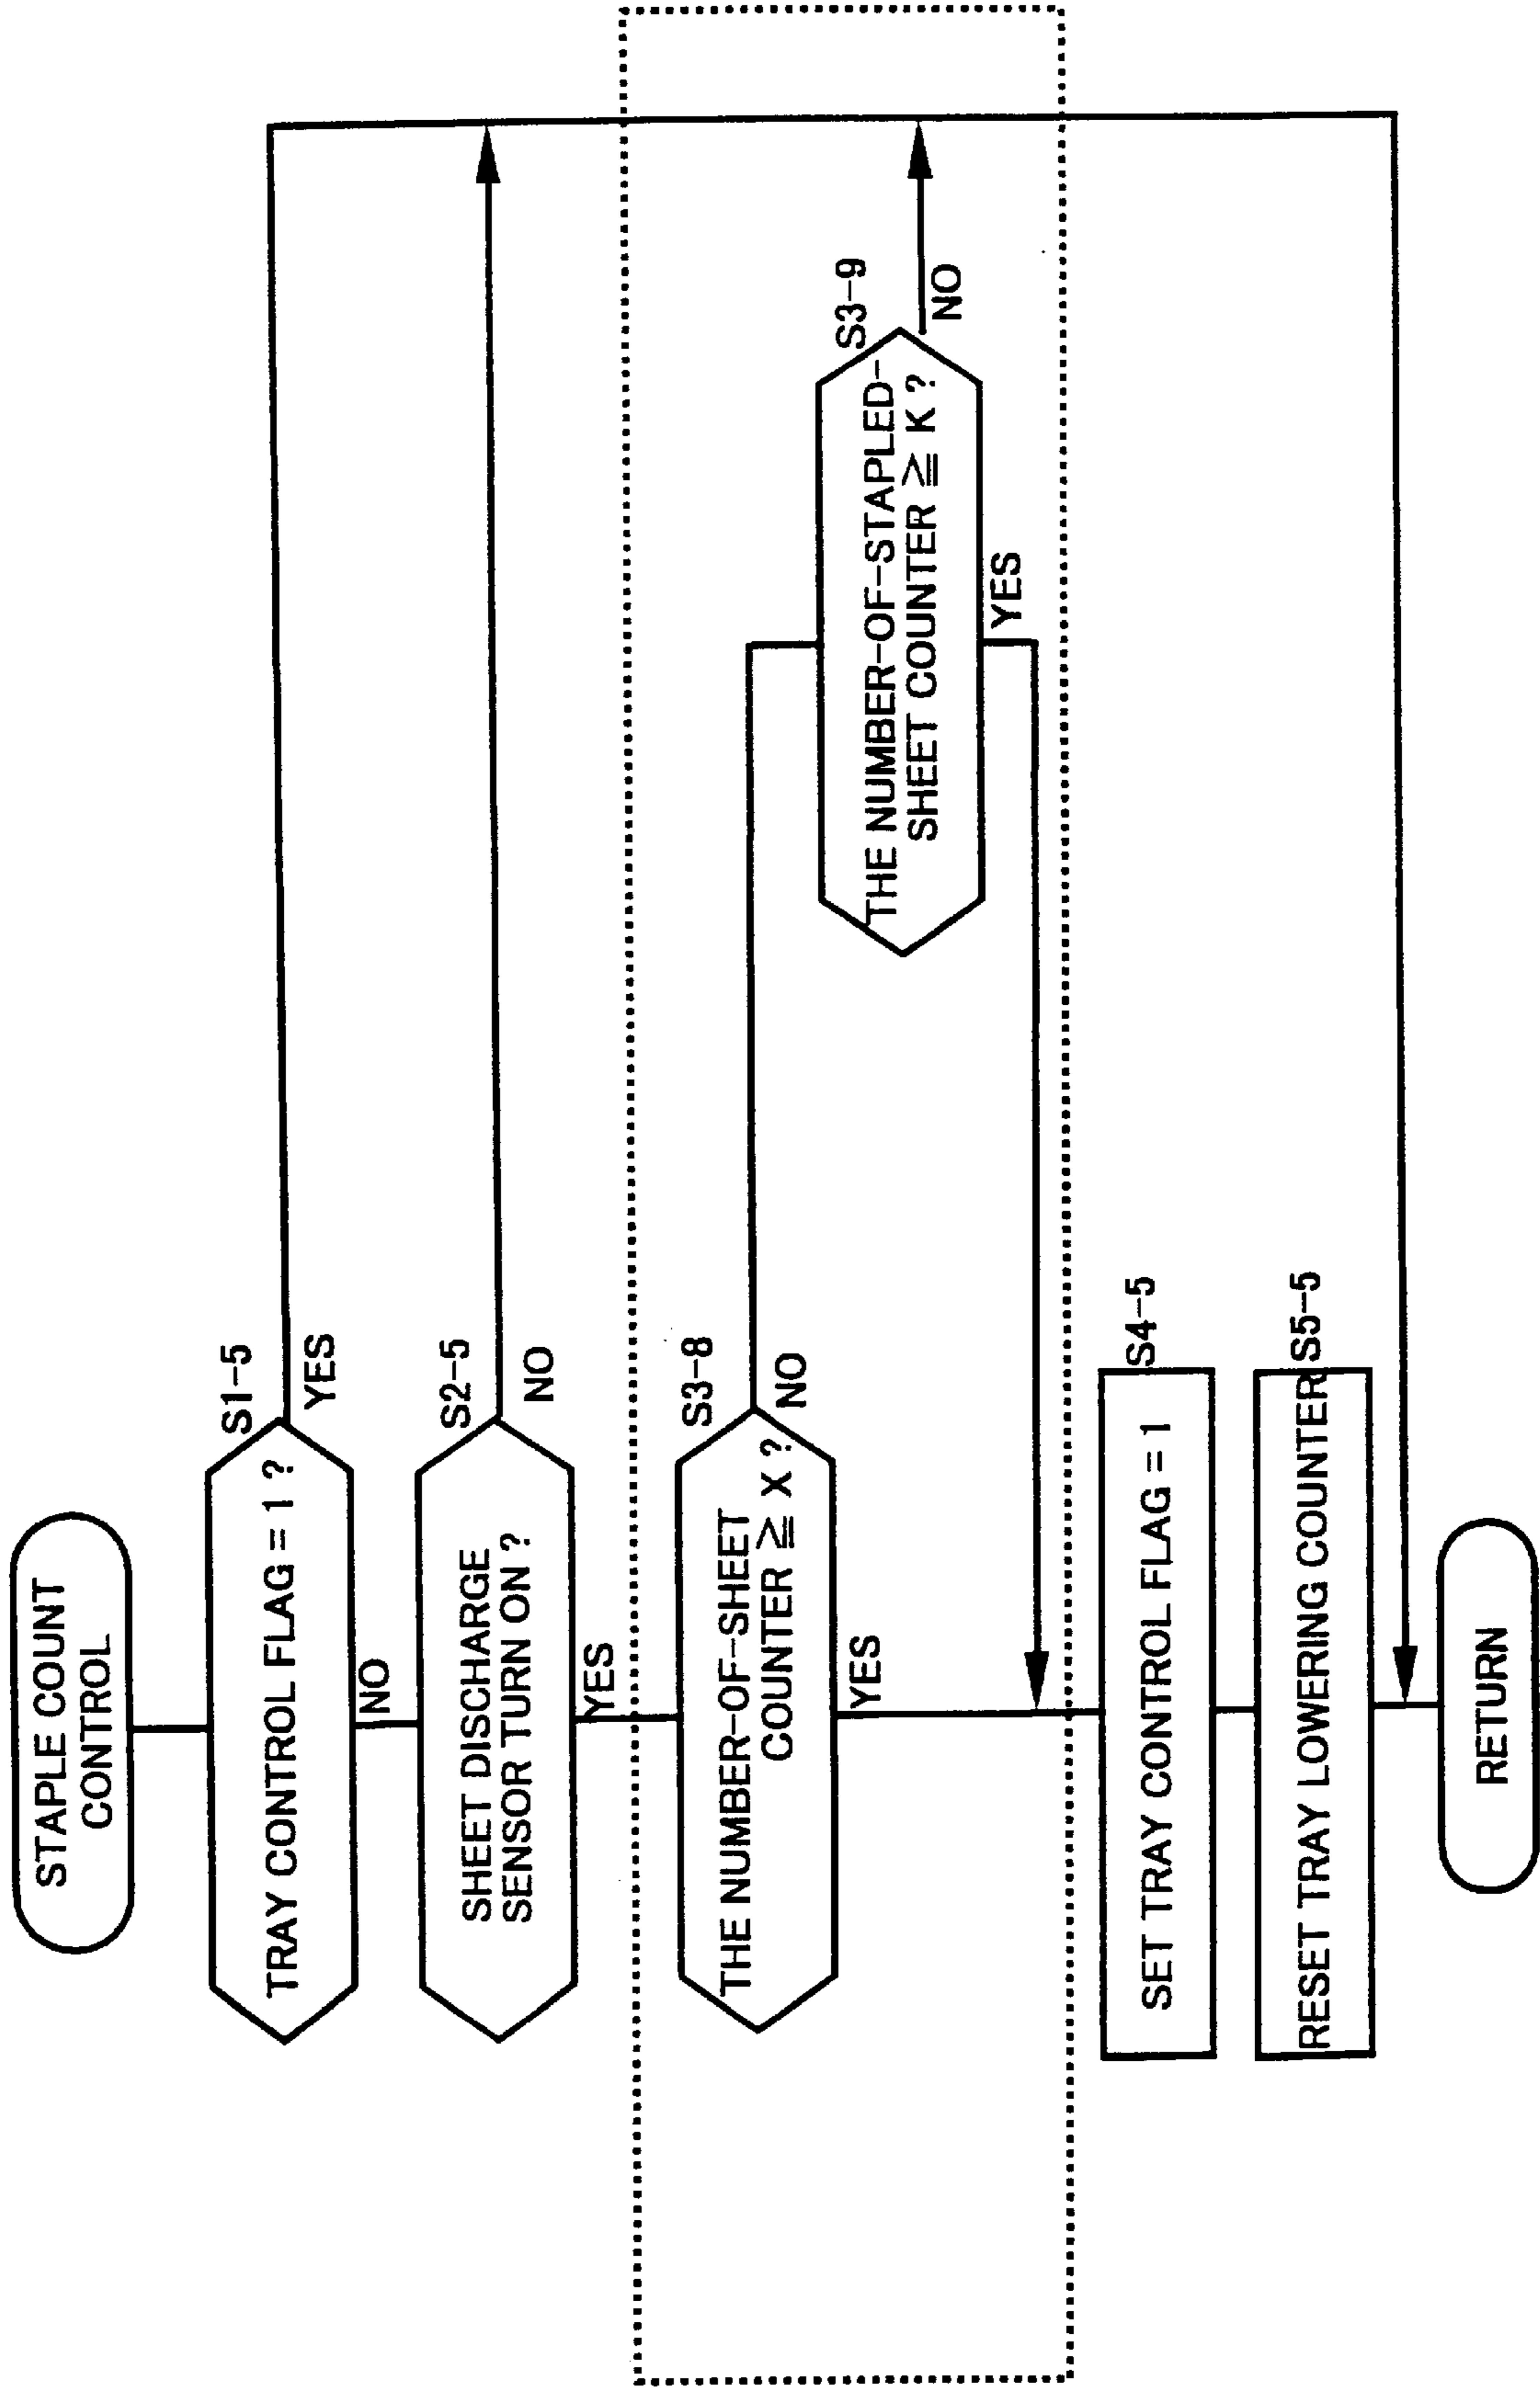 STAPLE COUNT
CONTROL
S1-5
TRAY CONTROL FLAG = 1 ?
YES
NO
S2-5
SHEET DISCHARGE
SENSOR TURN ON ?
NO
YES
S3-8
THE NUMBER-OF-SHEET
COUNTER ≧ X ?
NO
YES
S3-9
THE NUMBER-OF-STAPLED-
SHEET COUNTER ≧ K ?
NO
YES
S4-5
SET TRAY CONTROL FLAG = 1
S5-5
RESET TRAY LOWERING COUNTER
RETURN